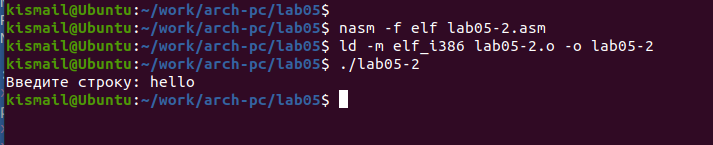 kismail@Ubuntu:~/work/arch-pc/lab05$
kismail@Ubuntu:~/work/arch-pc/lab05$ nasm -f elf lab05-2.asm
kismail@Ubuntu:~/work/arch-pc/lab05$ ld -m elf_i386 lab05-2.o -o lab05-2
kismail@Ubuntu:~/work/arch-pc/lab05$ ./lab05-2
Введите строку: hello
kismail@Ubuntu:~/work/arch-pc/lab05$